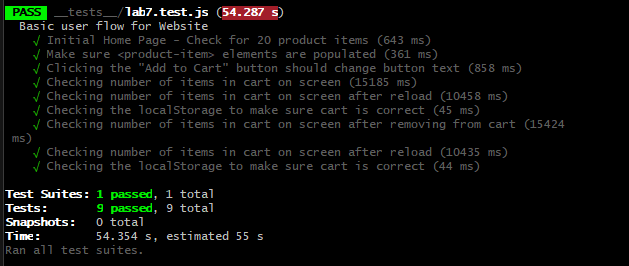 PASS __tests__/lab7.test.js (54.287 s)
Basic user flow for Website
√ Initial Home Page - Check for 20 product items (643 ms)
√ Make sure <product-item> elements are populated (361 ms)
√ Clicking the "Add to Cart" button should change button text (858 ms)
√ Checking number of items in cart on screen (15185 ms)
√ Checking number of items in cart on screen after reload (10458 ms)
√ Checking the localStorage to make sure cart is correct (45 ms)
√ Checking number of items in cart on screen after removing from cart (15424
ms)
√ Checking number of items in cart on screen after reload (10435 ms)
√ Checking the localStorage to make sure cart is correct (44 ms)
Test Suites: 1 passed, 1 total
Tests: 9 passed, 9 total
Snapshots: 0 total
Time: 54.354 s, estimated 55 s
Ran all test suites.